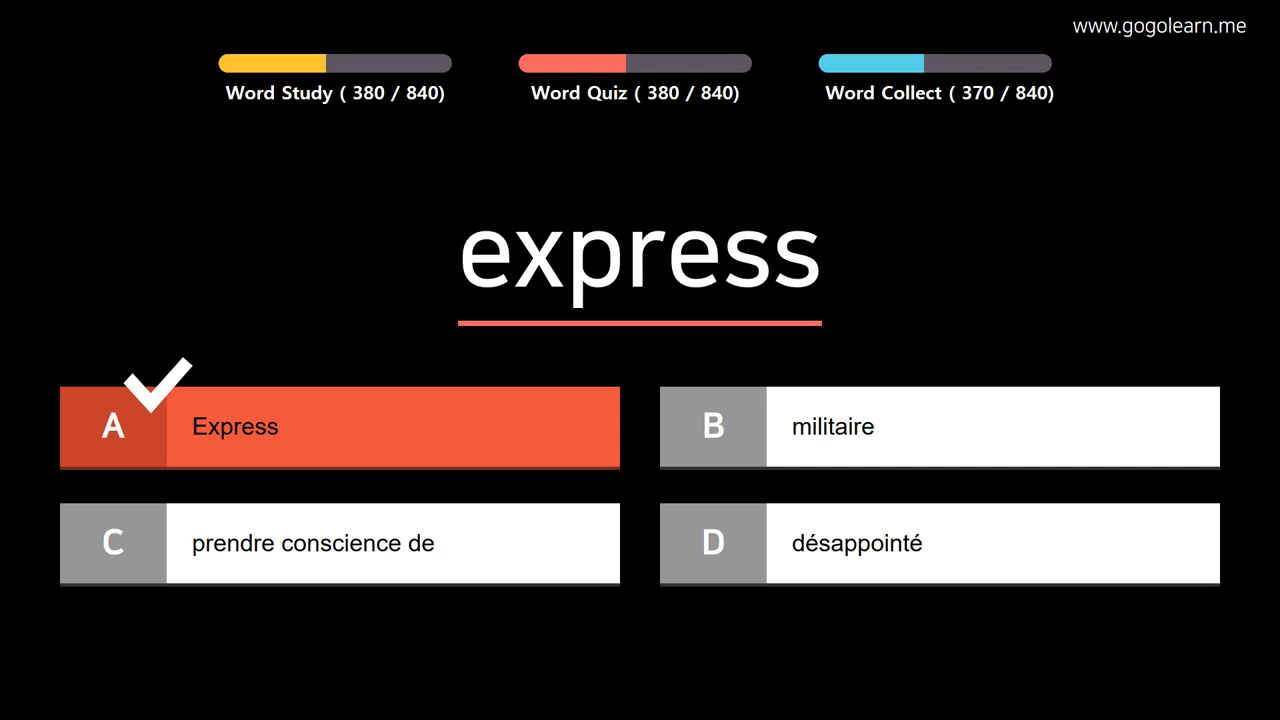 www.gogolearn.me
Word Study ( 380 / 840)
Word Quiz ( 380 / 840)
Word Collect ( 370 / 840)
express
A Express
B militaire
C prendre conscience de
D désappointé